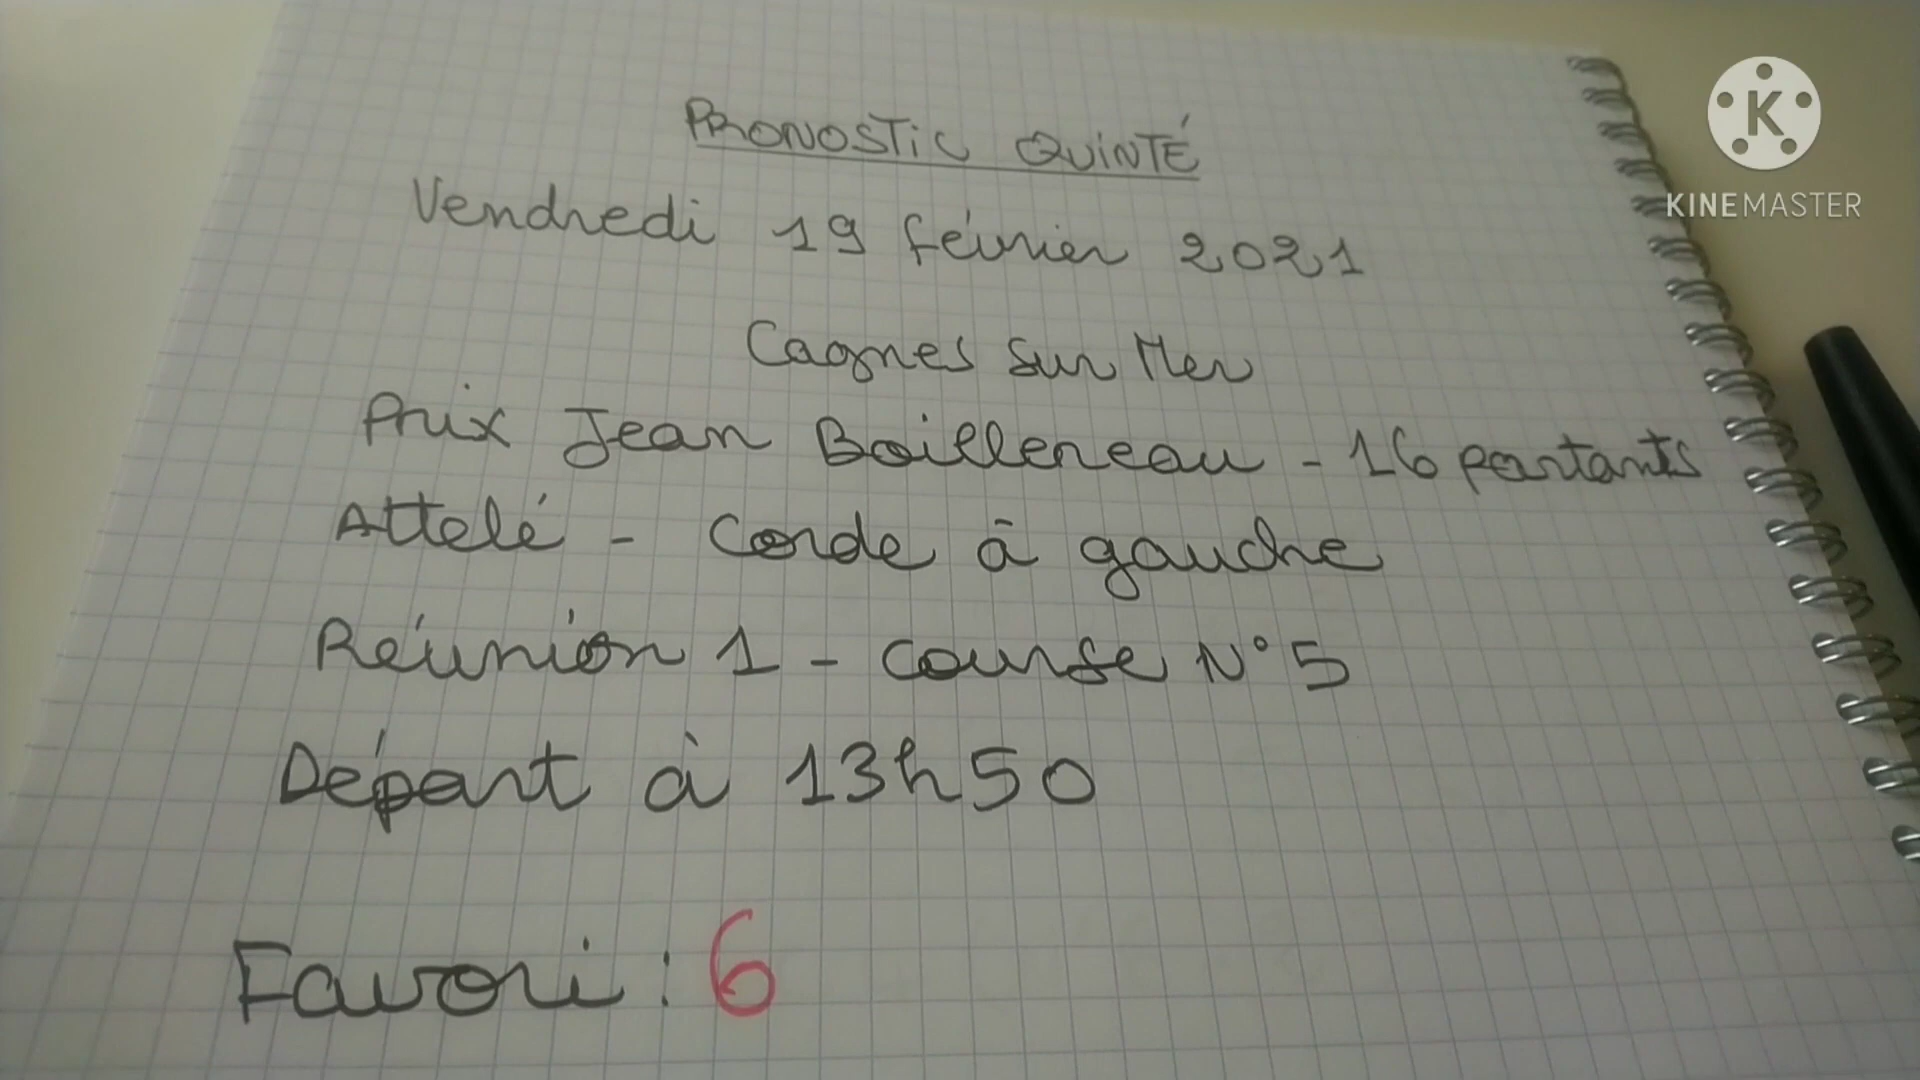 PRONOSTIC QUINTÉ
Vendredi 19 février 2021
Cagnes sur Mer
Prix Jean Boillereau - 16 partants
Attelé - Corde à gauche
Réunion 1 - Course N° 5
Départ à 13h50
Favori : 6
K
KINEMASTER